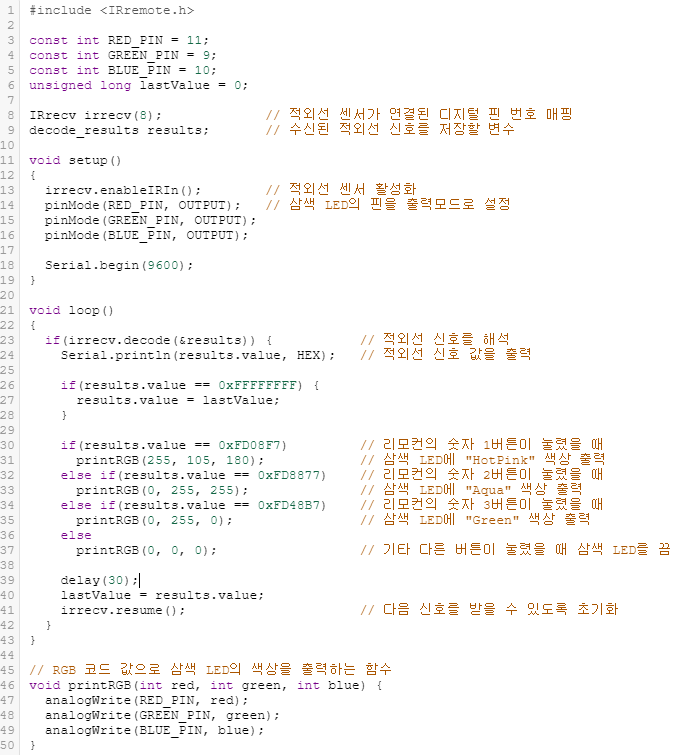 1 #include <IRremote.h>
2
3 const int RED_PIN = 11;
4 const int GREEN_PIN = 9;
5 const int BLUE_PIN = 10;
6 unsigned long lastValue = 0;
7
8 IRrecv irrecv(8);             // 적외선 센서가 연결된 디지털 핀 번호 매핑
9 decode_results results;       // 수신된 적외선 신호를 저장할 변수
10
11 void setup()
12 {
13   irrecv.enableIRIn();        // 적외선 센서 활성화
14   pinMode(RED_PIN, OUTPUT);   // 삼색 LED의 핀을 출력모드로 설정
15   pinMode(GREEN_PIN, OUTPUT);
16   pinMode(BLUE_PIN, OUTPUT);
17
18   Serial.begin(9600);
19 }
20
21 void loop()
22 {
23   if(irrecv.decode(&results)) {           // 적외선 신호를 해석
24     Serial.println(results.value, HEX);   // 적외선 신호 값을 출력
25
26     if(results.value == 0xFFFFFFFF) {
27       results.value = lastValue;
28     }
29
30     if(results.value == 0xFD08F7)         // 리모컨의 숫자 1버튼이 눌렸을 때
31       printRGB(255, 105, 180);            // 삼색 LED에 "HotPink" 색상 출력
32     else if(results.value == 0xFD8877)    // 리모컨의 숫자 2버튼이 눌렸을 때
33       printRGB(0, 255, 255);              // 삼색 LED에 "Aqua" 색상 출력
34     else if(results.value == 0xFD48B7)    // 리모컨의 숫자 3버튼이 눌렸을 때
35       printRGB(0, 255, 0);                // 삼색 LED에 "Green" 색상 출력
36     else
37       printRGB(0, 0, 0);                  // 기타 다른 버튼이 눌렸을 때 삼색 LED를 끔
38
39     delay(30);
40     lastValue = results.value;
41     irrecv.resume();                      // 다음 신호를 받을 수 있도록 초기화
42   }
43 }
44
45 // RGB 코드 값으로 삼색 LED의 색상을 출력하는 함수
46 void printRGB(int red, int green, int blue) {
47   analogWrite(RED_PIN, red);
48   analogWrite(GREEN_PIN, green);
49   analogWrite(BLUE_PIN, blue);
50 }